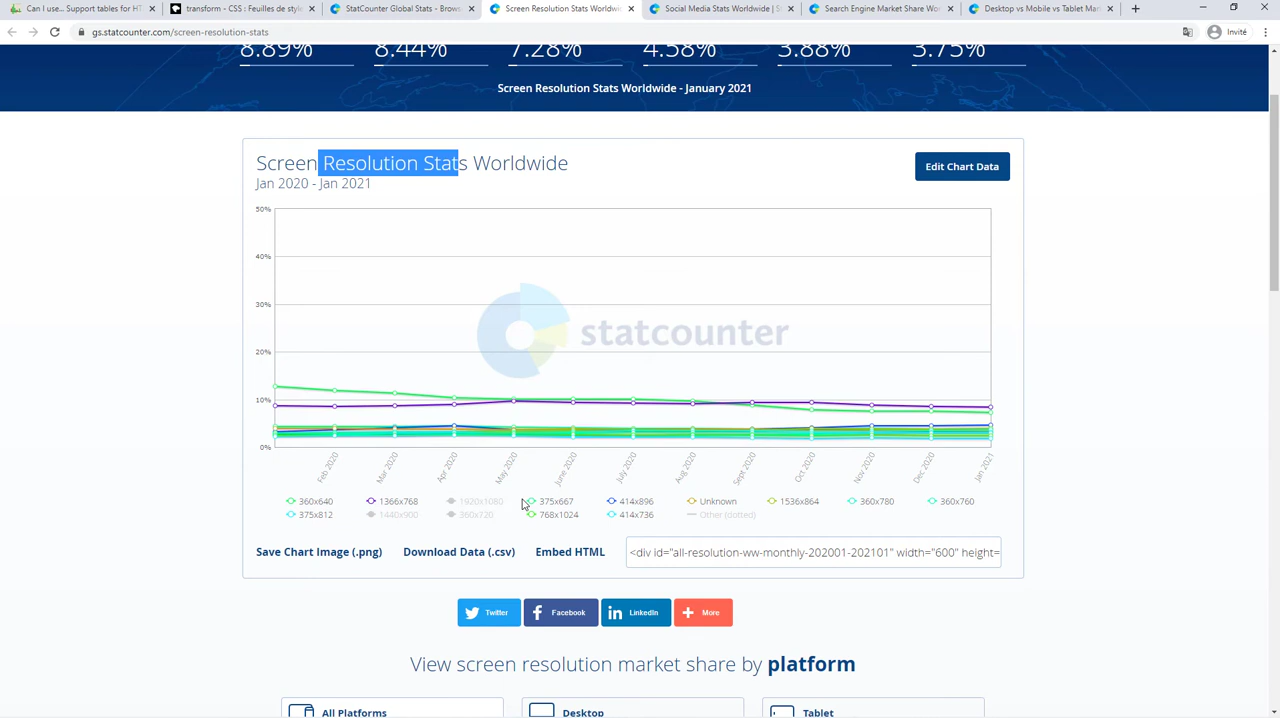 Can I use... Support tables for HT
transform - CSS : Feuilles de style
StatCounter Global Stats - Brows
Screen Resolution Stats Worldwi
Social Media Stats Worldwide | S
Search Engine Market Share Wo
Desktop vs Mobile vs Tablet Mar
gs.statcounter.com/screen-resolution-stats
Invité
8.89% 8.44% 7.28% 4.58% 3.88% 3.75%
Screen Resolution Stats Worldwide - January 2021
Screen Resolution Stats Worldwide
Jan 2020 - Jan 2021
Edit Chart Data
50%
40%
30%
statcounter
20%
10%
0%
Feb 2020 Mar 2020 Apr 2020 May 2020 June 2020 July 2020 Aug 2020 Sept 2020 Oct 2020 Nov 2020 Dec 2020 Jan 2021
360x640 1366x768 1920x1080 375x667 414x896 Unknown 1536x864 360x780 360x760
375x812 1440x900 360x720 768x1024 414x736 Other (dotted)
Save Chart Image (.png) Download Data (.csv) Embed HTML <div id="all-resolution-ww-monthly-202001-202101" width="600" height=
Twitter Facebook LinkedIn More
View screen resolution market share by platform
All Platforms Desktop Tablet